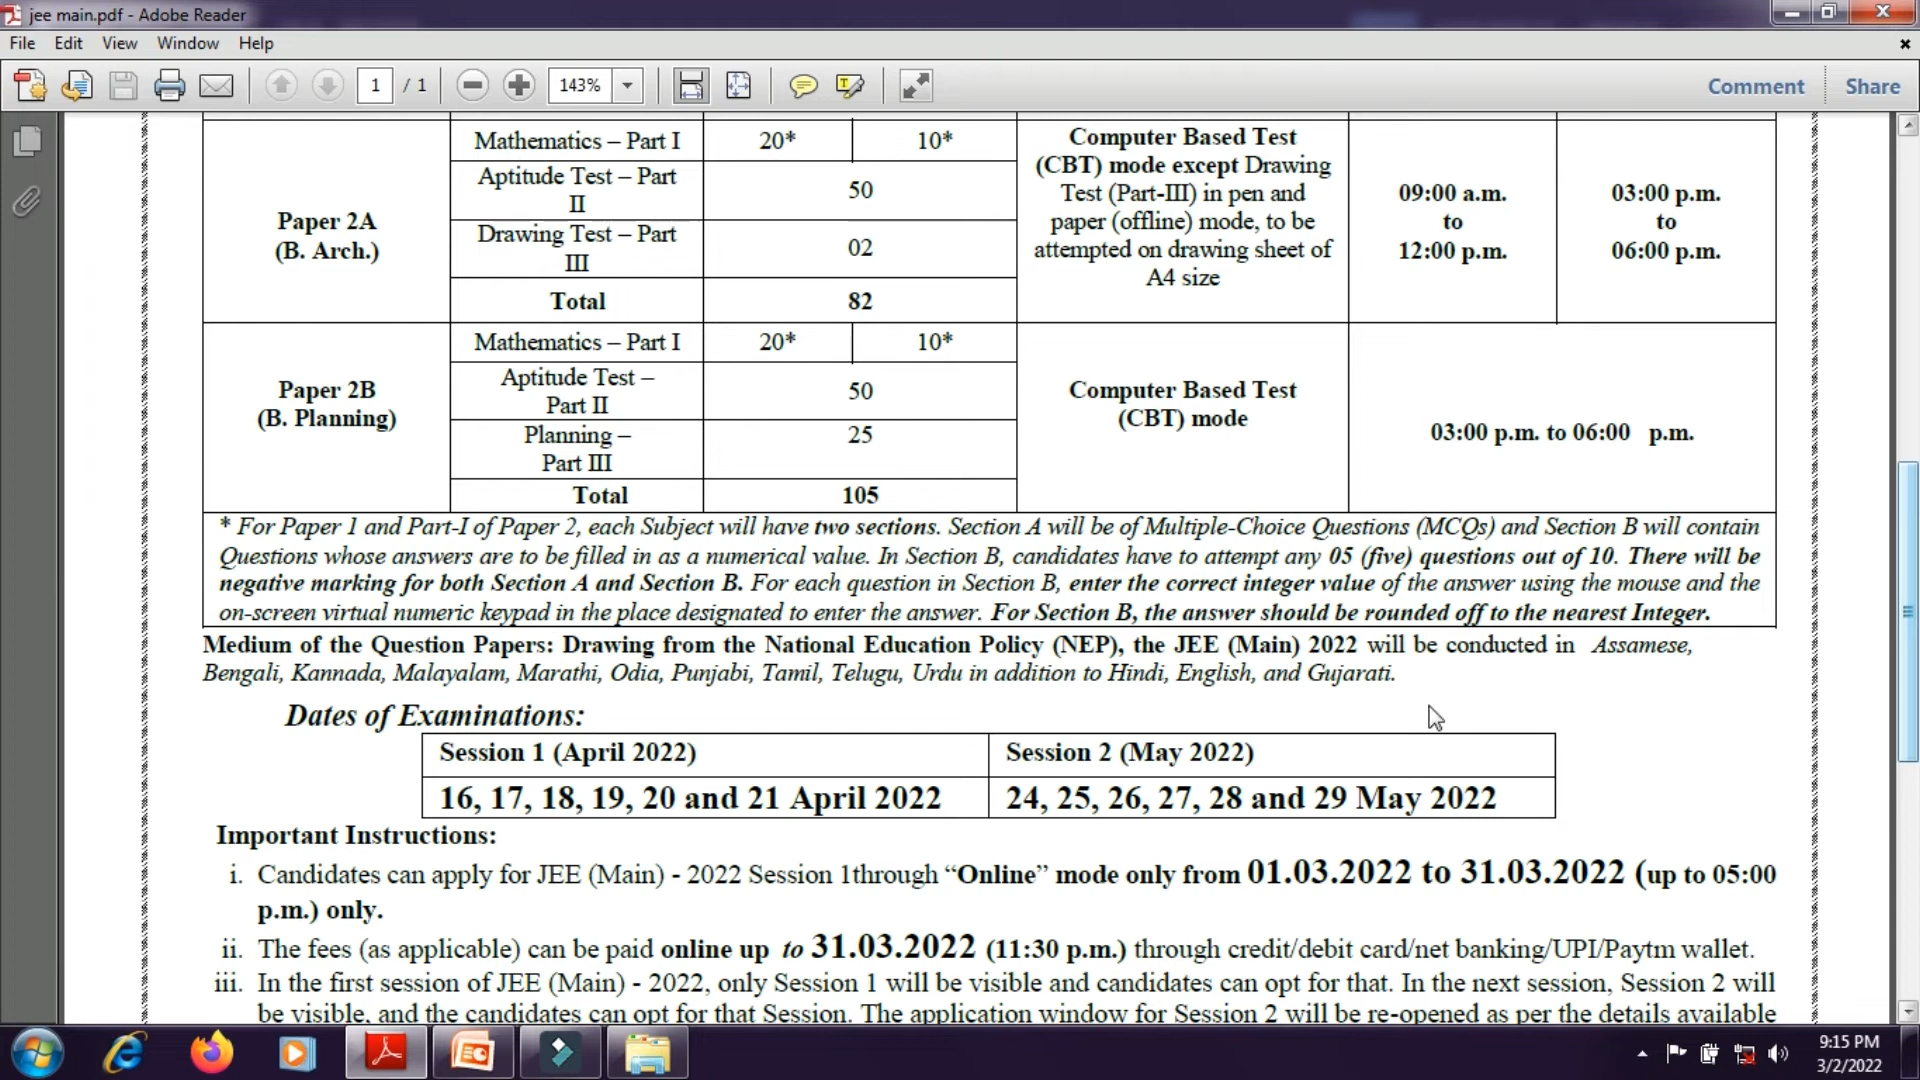 jee main.pdf - Adobe Reader
File Edit View Window Help
1 / 1 143% Comment Share
Paper 2A
(B. Arch.)
Mathematics – Part I 20* 10*
Aptitude Test – Part
II
50
Drawing Test – Part
III
02
Total 82
Computer Based Test
(CBT) mode except Drawing
Test (Part-III) in pen and
paper (offline) mode, to be
attempted on drawing sheet of
A4 size
09:00 a.m.
to
12:00 p.m.
03:00 p.m.
to
06:00 p.m.
Paper 2B
(B. Planning)
Mathematics – Part I 20* 10*
Aptitude Test –
Part II
50
Planning –
Part III
25
Total 105
Computer Based Test
(CBT) mode
03:00 p.m. to 06:00 p.m.
* For Paper 1 and Part-I of Paper 2, each Subject will have two sections. Section A will be of Multiple-Choice Questions (MCQs) and Section B will contain
Questions whose answers are to be filled in as a numerical value. In Section B, candidates have to attempt any 05 (five) questions out of 10. There will be
negative marking for both Section A and Section B. For each question in Section B, enter the correct integer value of the answer using the mouse and the
on-screen virtual numeric keypad in the place designated to enter the answer. For Section B, the answer should be rounded off to the nearest Integer.
Medium of the Question Papers: Drawing from the National Education Policy (NEP), the JEE (Main) 2022 will be conducted in Assamese,
Bengali, Kannada, Malayalam, Marathi, Odia, Punjabi, Tamil, Telugu, Urdu in addition to Hindi, English, and Gujarati.
Dates of Examinations:
Session 1 (April 2022) Session 2 (May 2022)
16, 17, 18, 19, 20 and 21 April 2022 24, 25, 26, 27, 28 and 29 May 2022
Important Instructions:
i. Candidates can apply for JEE (Main) - 2022 Session 1through “Online” mode only from 01.03.2022 to 31.03.2022 (up to 05:00
p.m.) only.
ii. The fees (as applicable) can be paid online up to 31.03.2022 (11:30 p.m.) through credit/debit card/net banking/UPI/Paytm wallet.
iii. In the first session of JEE (Main) - 2022, only Session 1 will be visible and candidates can opt for that. In the next session, Session 2 will
be visible, and the candidates can opt for that Session. The application window for Session 2 will be re-opened as per the details available
9:15 PM
3/2/2022